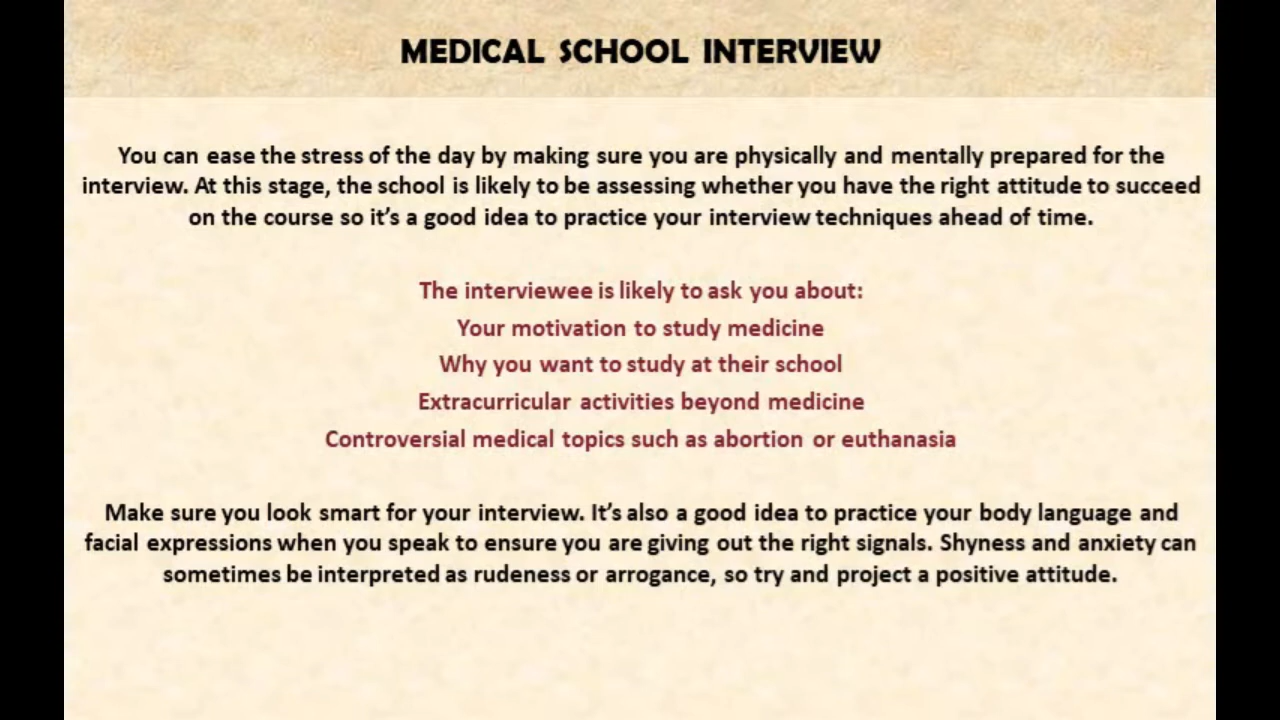 MEDICAL SCHOOL INTERVIEW
You can ease the stress of the day by making sure you are physically and mentally prepared for the
interview. At this stage, the school is likely to be assessing whether you have the right attitude to succeed
on the course so it’s a good idea to practice your interview techniques ahead of time.
The interviewee is likely to ask you about:
Your motivation to study medicine
Why you want to study at their school
Extracurricular activities beyond medicine
Controversial medical topics such as abortion or euthanasia
Make sure you look smart for your interview. It’s also a good idea to practice your body language and
facial expressions when you speak to ensure you are giving out the right signals. Shyness and anxiety can
sometimes be interpreted as rudeness or arrogance, so try and project a positive attitude.